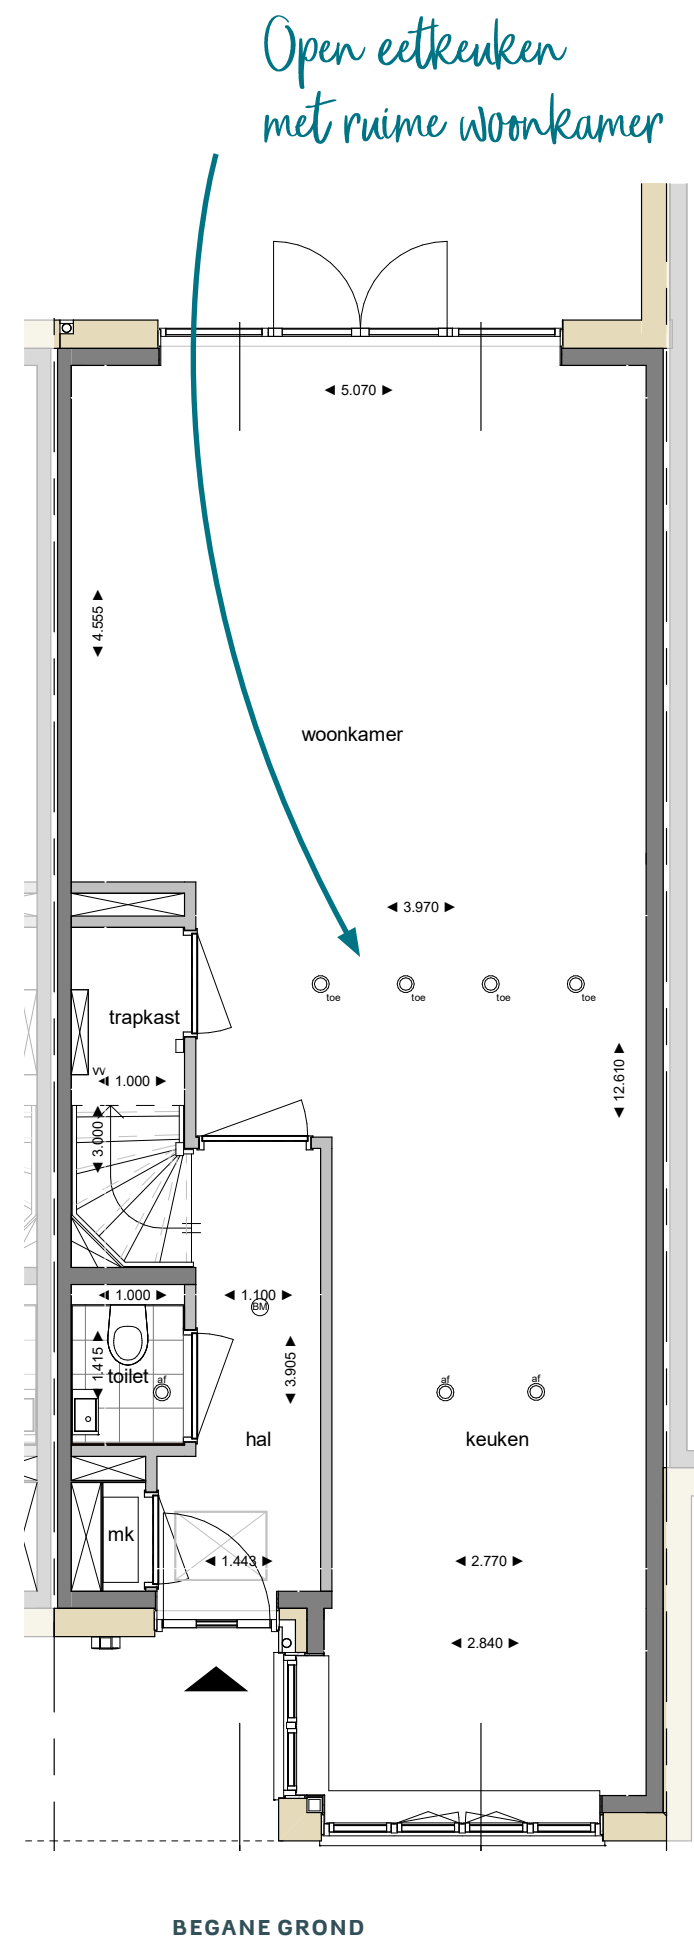 Open eetkeuken
met ruime woonkamer
5.070
4.555
woonkamer
3.970
toe toe toe toe
trapkast
12.610
vv
1.000
3.000
1.000
1.100
BM
1.415
toilet
af
3.905
af af
hal
keuken
mk
1.443
2.770
2.840
BEGANE GROND